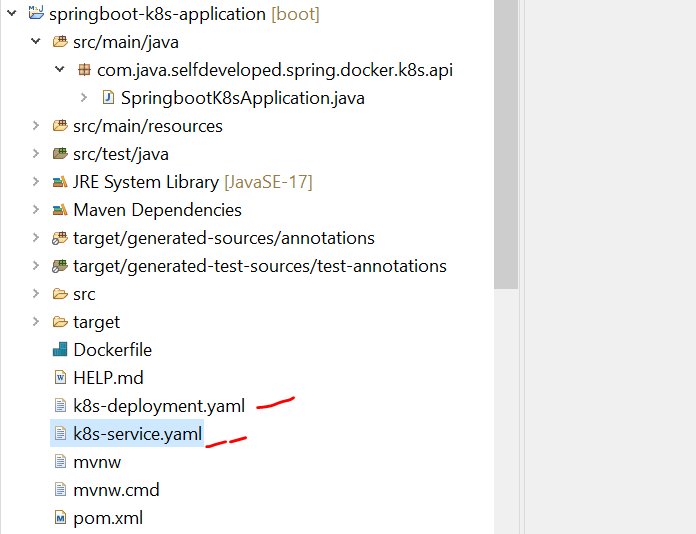 springboot-k8s-application [boot]
src/main/java
com.java.selfdeveloped.spring.docker.k8s.api
SpringbootK8sApplication.java
src/main/resources
src/test/java
JRE System Library [JavaSE-17]
Maven Dependencies
target/generated-sources/annotations
target/generated-test-sources/test-annotations
src
target
Dockerfile
HELP.md
k8s-deployment.yaml
k8s-service.yaml
mvnw
mvnw.cmd
pom.xml